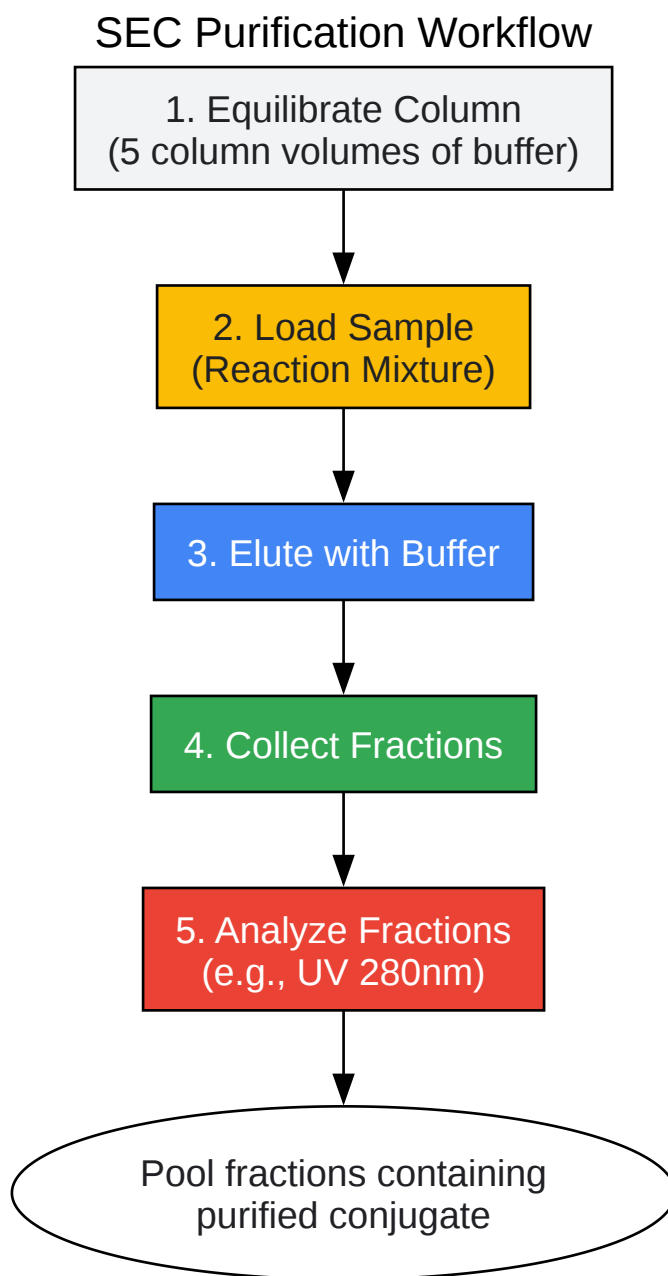 SEC Purification Workflow
1. Equilibrate Column
(5 column volumes of buffer)
2. Load Sample
(Reaction Mixture)
3. Elute with Buffer
4. Collect Fractions
5. Analyze Fractions
(e.g., UV 280nm)
Pool fractions containing
purified conjugate